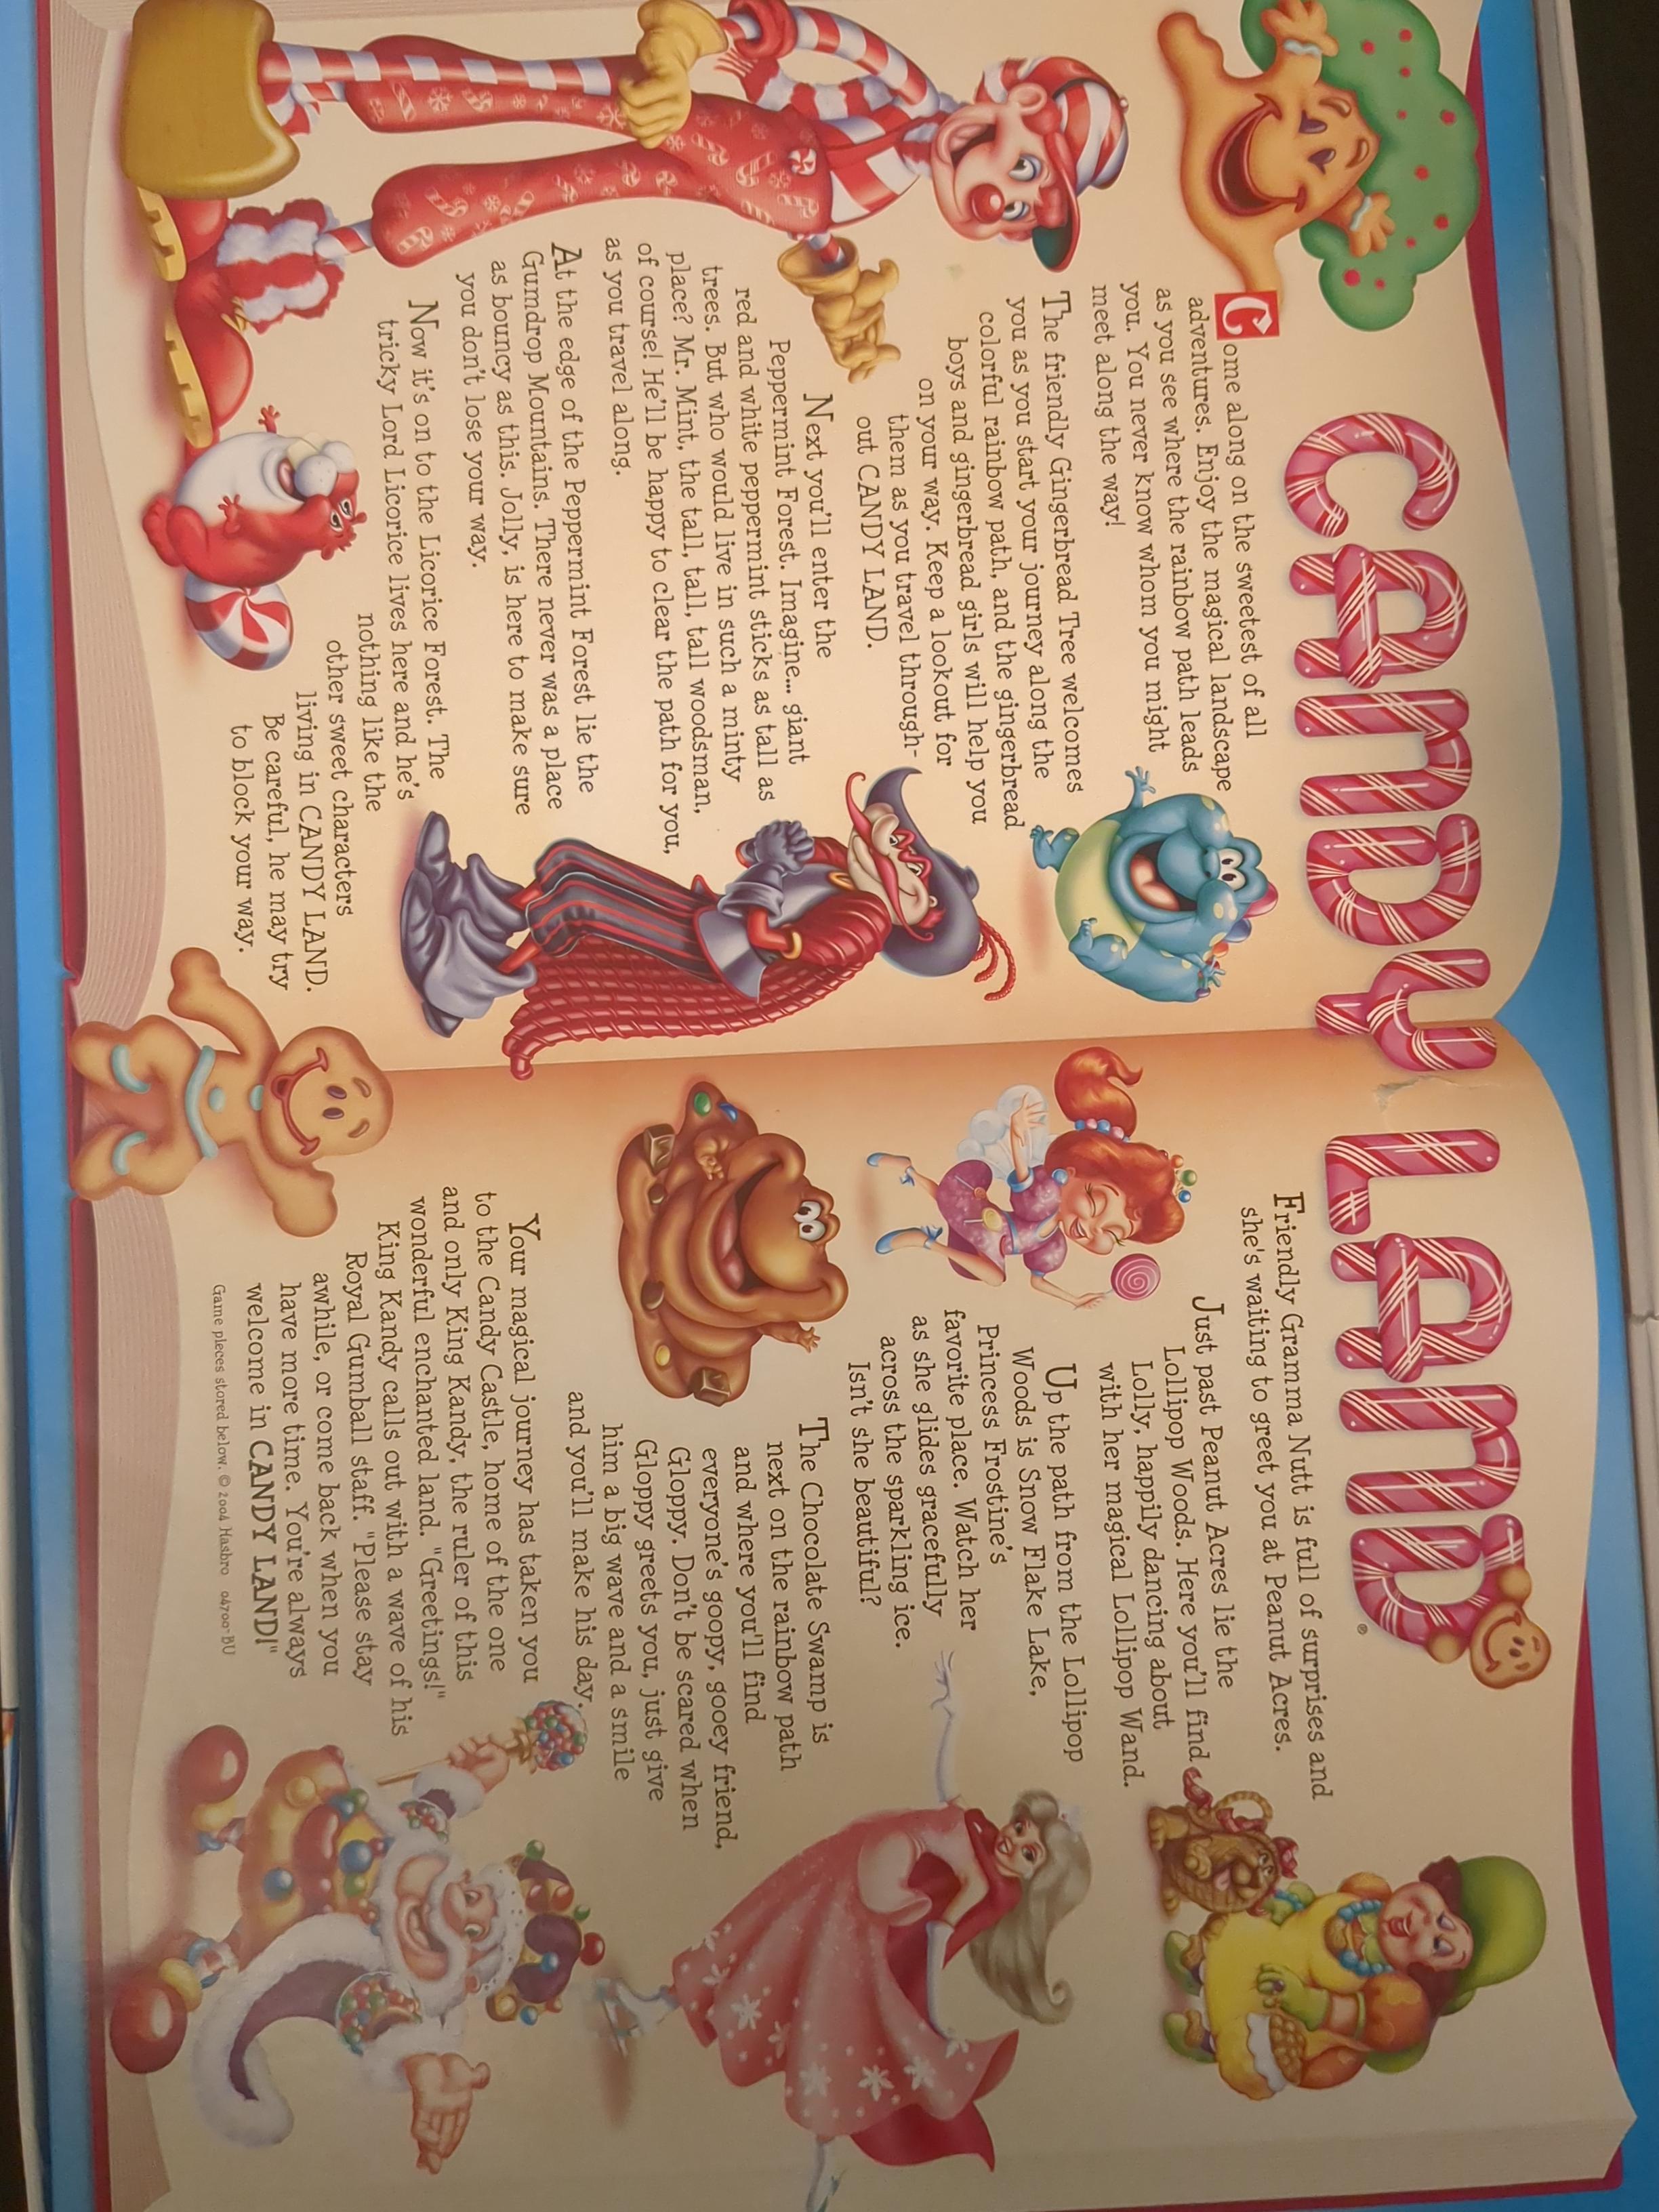 CANDY LAND®
Come along on the sweetest of all
adventures. Enjoy the magical landscape
as you see where the rainbow path leads
you. You never know whom you might
meet along the way!
The friendly Gingerbread Tree welcomes
you as you start your journey along the
colorful rainbow path, and the gingerbread
boys and gingerbread girls will help you
on your way. Keep a lookout for
them as you travel through-
out CANDY LAND.
Next you'll enter the
Peppermint Forest. Imagine... giant
red and white peppermint sticks as tall as
trees. But who would live in such a minty
place? Mr. Mint, the tall, tall, tall, tall woodsman,
of course! He'll be happy to clear the path for you,
as you travel along.
At the edge of the Peppermint Forest lie the
Gumdrop Mountains. There never was a place
as bouncy as this. Jolly, is here to make sure
you don't lose your way.
Now it's on to the Licorice Forest. The
tricky Lord Licorice lives here and he's
nothing like the
other sweet characters
living in CANDY LAND.
Be careful, he may try
to block your way.
Friendly Gramma Nutt is full of surprises and
she's waiting to greet you at Peanut Acres.
Just past Peanut Acres lie the
Lollipop Woods. Here you'll find
Lolly, happily dancing about
with her magical Lollipop Wand.
Up the path from the Lollipop
Woods is Snow Flake Lake,
Princess Frostine's
favorite place. Watch her
as she glides gracefully
across the sparkling ice.
Isn't she beautiful?
The Chocolate Swamp is
next on the rainbow path
and where you'll find
everyone's goopy, gooey friend,
Gloppy. Don't be scared when
Gloppy greets you, just give
him a big wave and a smile
and you'll make his day.
Your magical journey has taken you
to the Candy Castle, home of the one
and only King Kandy, the ruler of this
wonderful enchanted land. "Greetings!"
King Kandy calls out with a wave of his
Royal Gumball staff. "Please stay
awhile, or come back when you
have more time. You're always
welcome in CANDY LAND!"
Game pieces stored below. © 2004 Hasbro 04700-BU